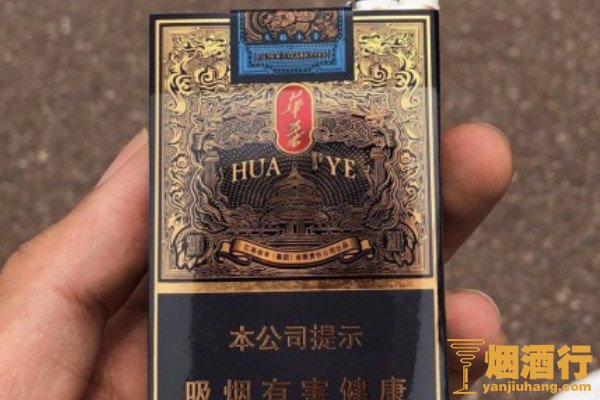 华叶
HUA YE
本公司提示
吸烟有害健康
烟酒行
yanjiuhang.com